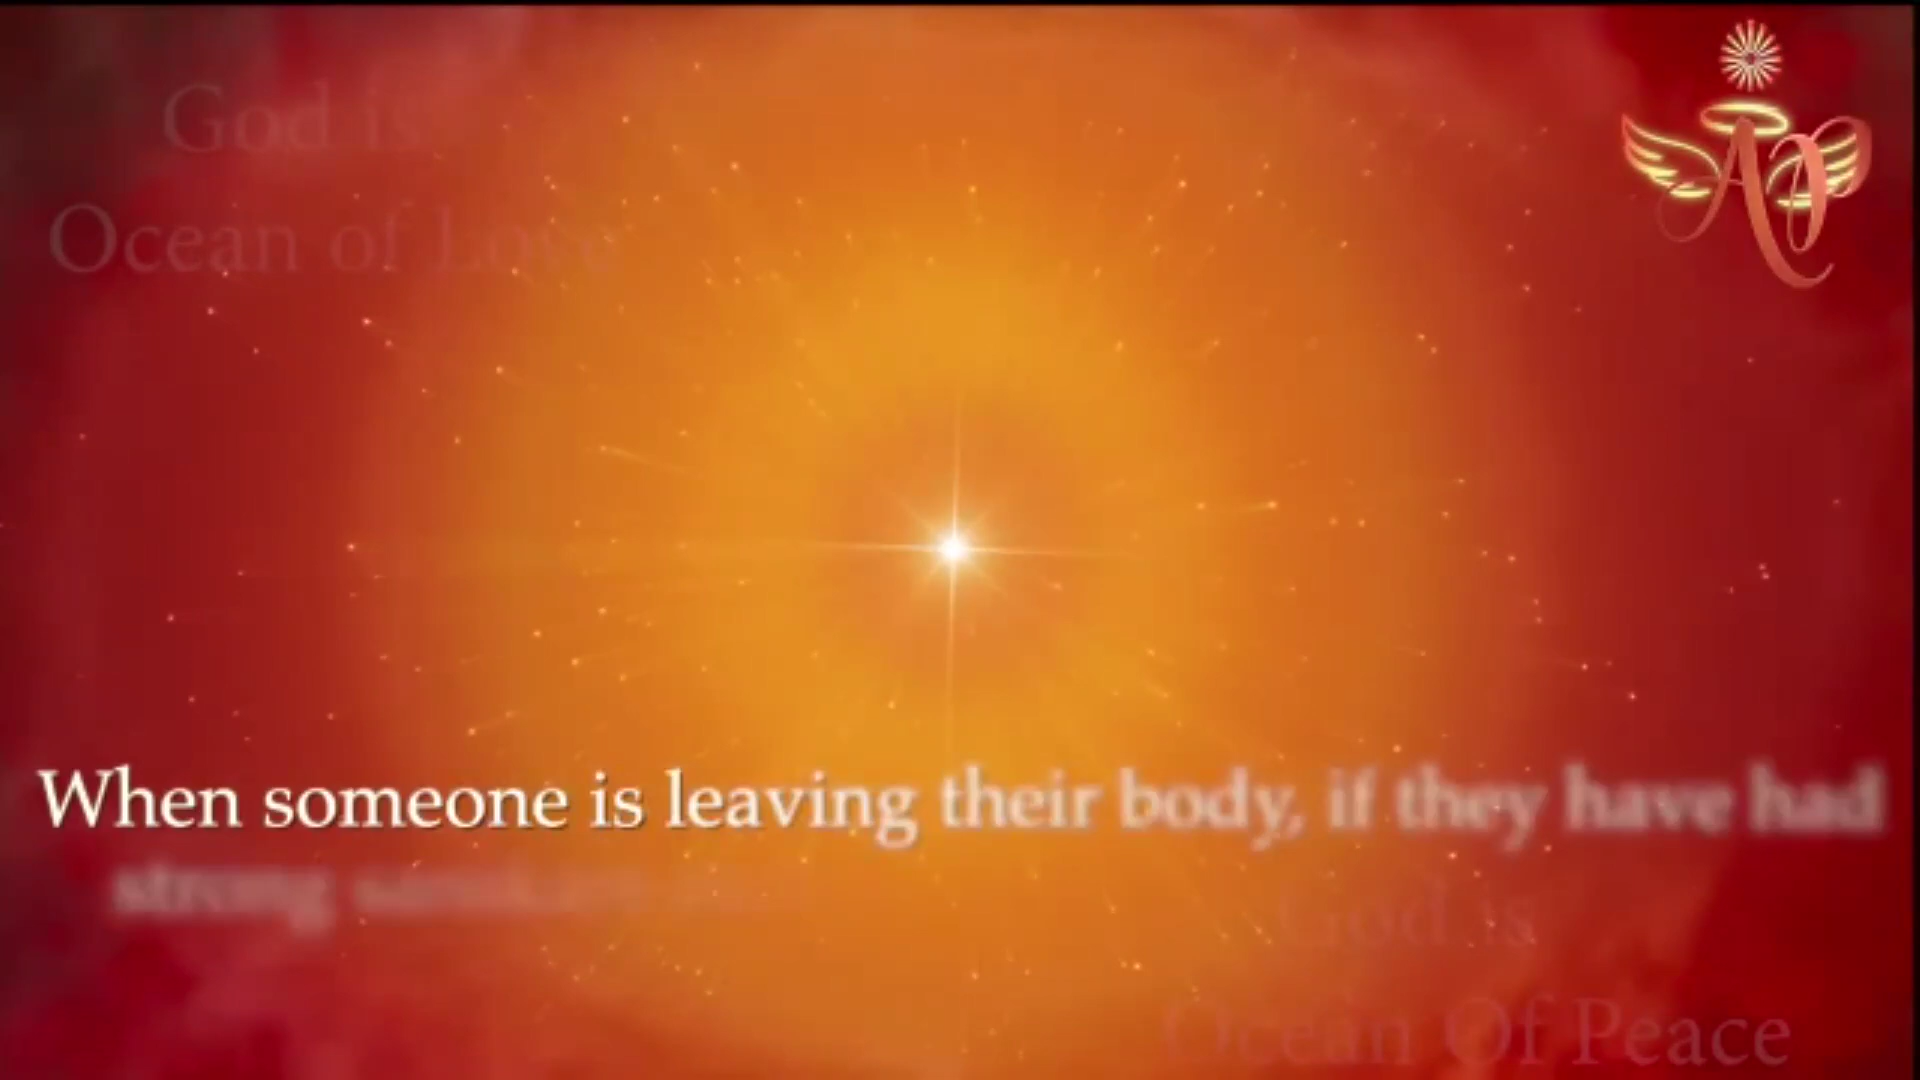 God is
Ocean of Love
When someone is leaving their body, if they have had
strong
God is
Ocean Of Peace